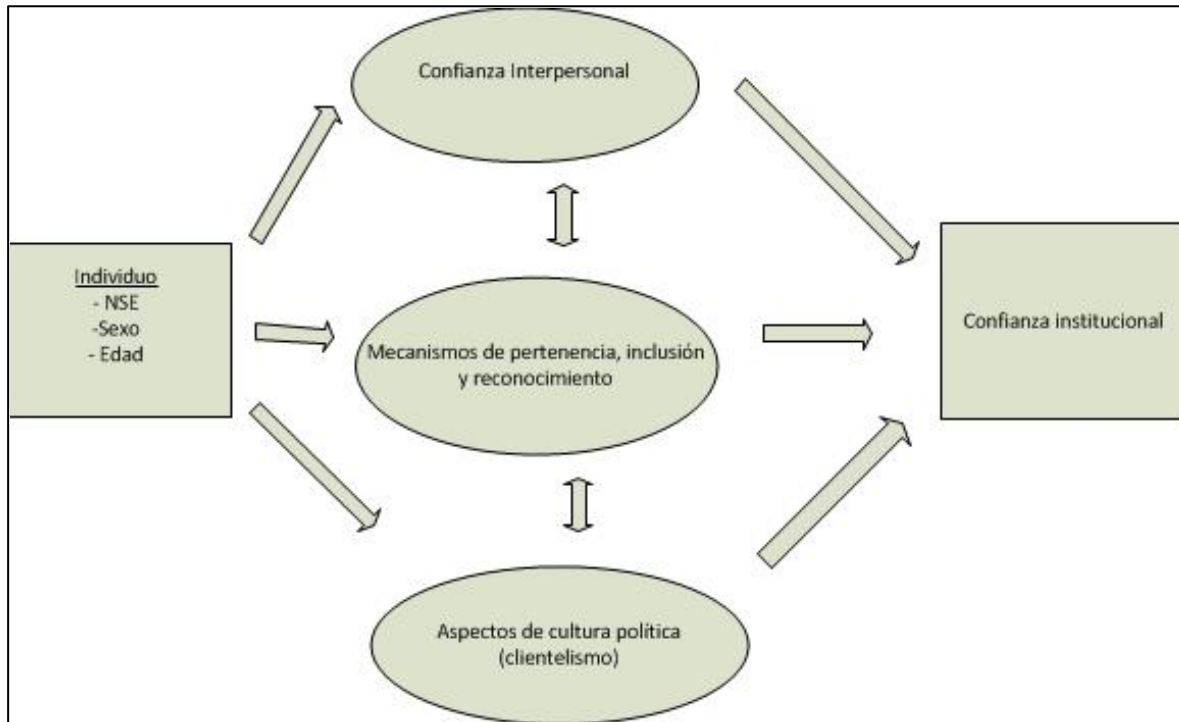 Confianza Interpersonal
Individuo
- NSE
-Sexo
- Edad
Mecanismos de pertenencia, inclusión
y reconocimiento
Confianza institucional
Aspectos de cultura política
(clientelismo)